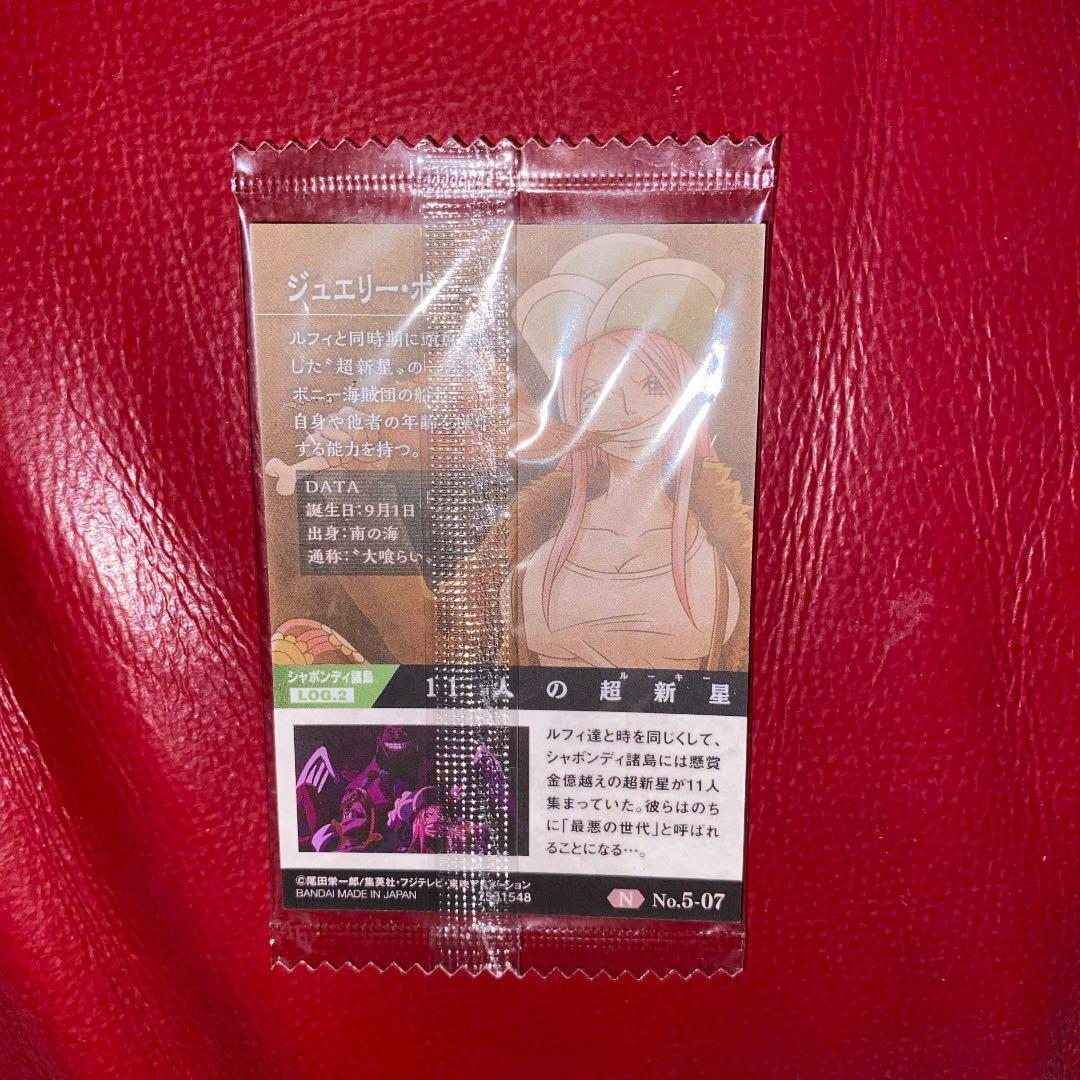 ジュエリー・ボ
ルフィと同時期に
した〝超新星〟の
ボニー海賊団の船
自身や他者の年齢を
する能力を持つ。
DATA
誕生日：9月1日
出身：南の海
通称：〝大喰らい〟
シャボンディ諸島
LOG.2
ルーキー
11人の超新星
ルフィ達と時を同じくして、
シャボンディ諸島には懸賞
金億越えの超新星が11人
集まっていた。彼らはのち
に「最悪の世代」と呼ばれ
ることになる…。
©尾田栄一郎/集英社・フジテレビ・東映アニメーション
BANDAI MADE IN JAPAN
1548
N No.5-07